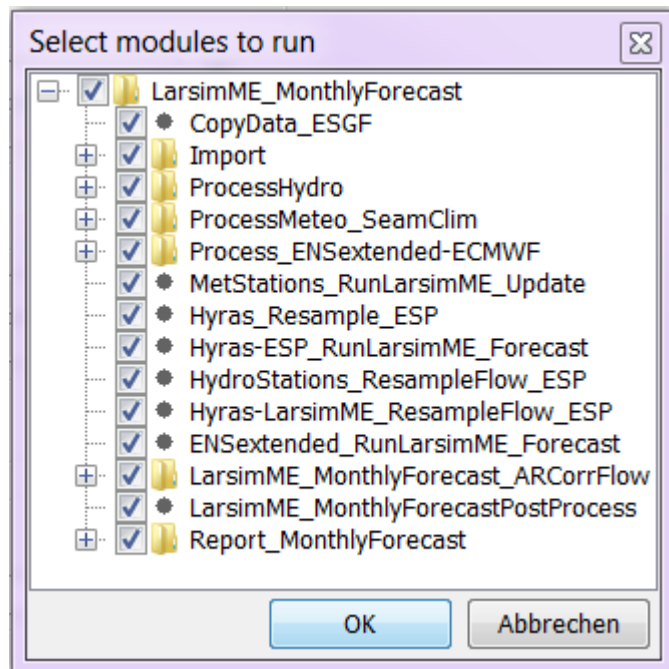 Select modules to run
LarsimME_MonthlyForecast
CopyData_ESGF
Import
ProcessHydro
ProcessMeteo_SeamClim
Process_ENSextended-ECMWF
MetStations_RunLarsimME_Update
Hyras_Resample_ESP
Hyras-ESP_RunLarsimME_Forecast
HydroStations_ResampleFlow_ESP
Hyras-LarsimME_ResampleFlow_ESP
ENSextended_RunLarsimME_Forecast
LarsimME_MonthlyForecast_ARCorrFlow
LarsimME_MonthlyForecastPostProcess
Report_MonthlyForecast
OK Abbrechen